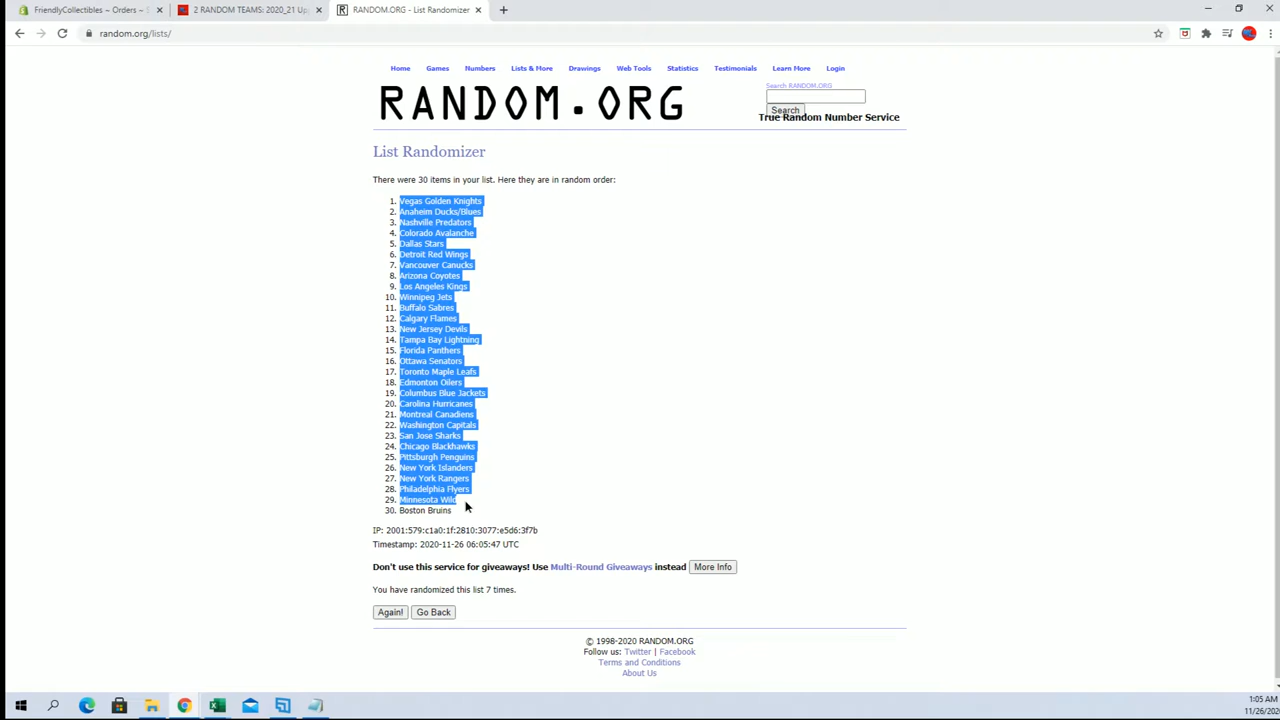 FriendlyCollectibles ~ Orders ~ S
2 RANDOM TEAMS: 2020_21 Up
RANDOM.ORG - List Randomizer
random.org/lists/
Home Games Numbers Lists & More Drawings Web Tools Statistics Testimonials Learn More Login
Search RANDOM.ORG
RANDOM.ORG
Search
True Random Number Service
List Randomizer
There were 30 items in your list. Here they are in random order:
1. Vegas Golden Knights
2. Anaheim Ducks/Blues
3. Nashville Predators
4. Colorado Avalanche
5. Dallas Stars
6. Detroit Red Wings
7. Vancouver Canucks
8. Arizona Coyotes
9. Los Angeles Kings
10. Winnipeg Jets
11. Buffalo Sabres
12. Calgary Flames
13. New Jersey Devils
14. Tampa Bay Lightning
15. Florida Panthers
16. Ottawa Senators
17. Toronto Maple Leafs
18. Edmonton Oilers
19. Columbus Blue Jackets
20. Carolina Hurricanes
21. Montreal Canadiens
22. Washington Capitals
23. San Jose Sharks
24. Chicago Blackhawks
25. Pittsburgh Penguins
26. New York Islanders
27. New York Rangers
28. Philadelphia Flyers
29. Minnesota Wild
30. Boston Bruins
IP: 2001:579:c1a0:1f:2810:3077:e5d6:3f7b
Timestamp: 2020-11-26 06:05:47 UTC
Don't use this service for giveaways! Use Multi-Round Giveaways instead More Info
You have randomized this list 7 times.
Again! Go Back
© 1998-2020 RANDOM.ORG
Follow us: Twitter | Facebook
Terms and Conditions
About Us
1:05 AM
11/26/202